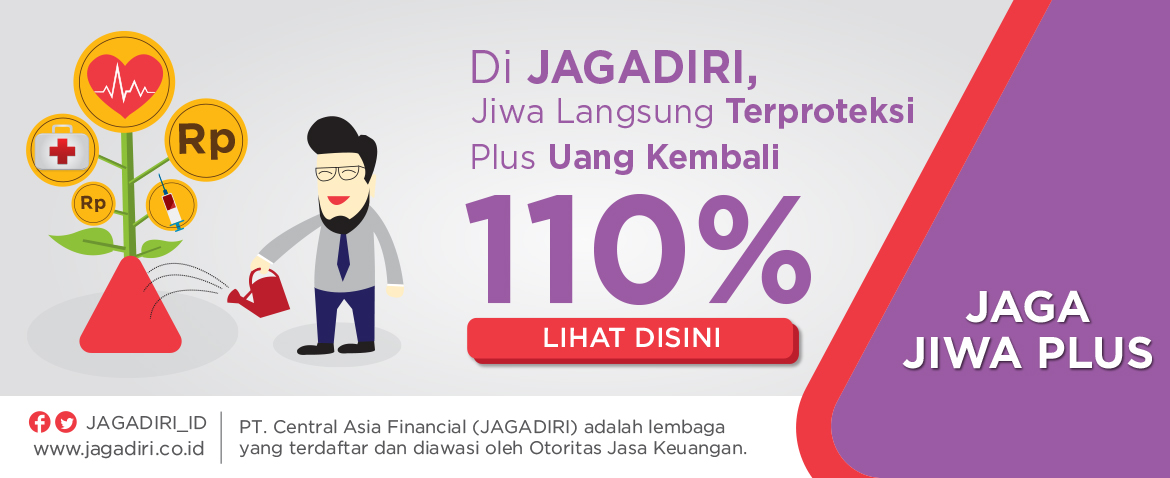 Rp
Rp
Di JAGADIRI,
Jiwa Langsung Terproteksi
Plus Uang Kembali
110%
LIHAT DISINI
JAGA
JIWA PLUS
JAGADIRI_ID
www.jagadiri.co.id
PT. Central Asia Financial (JAGADIRI) adalah lembaga
yang terdaftar dan diawasi oleh Otoritas Jasa Keuangan.